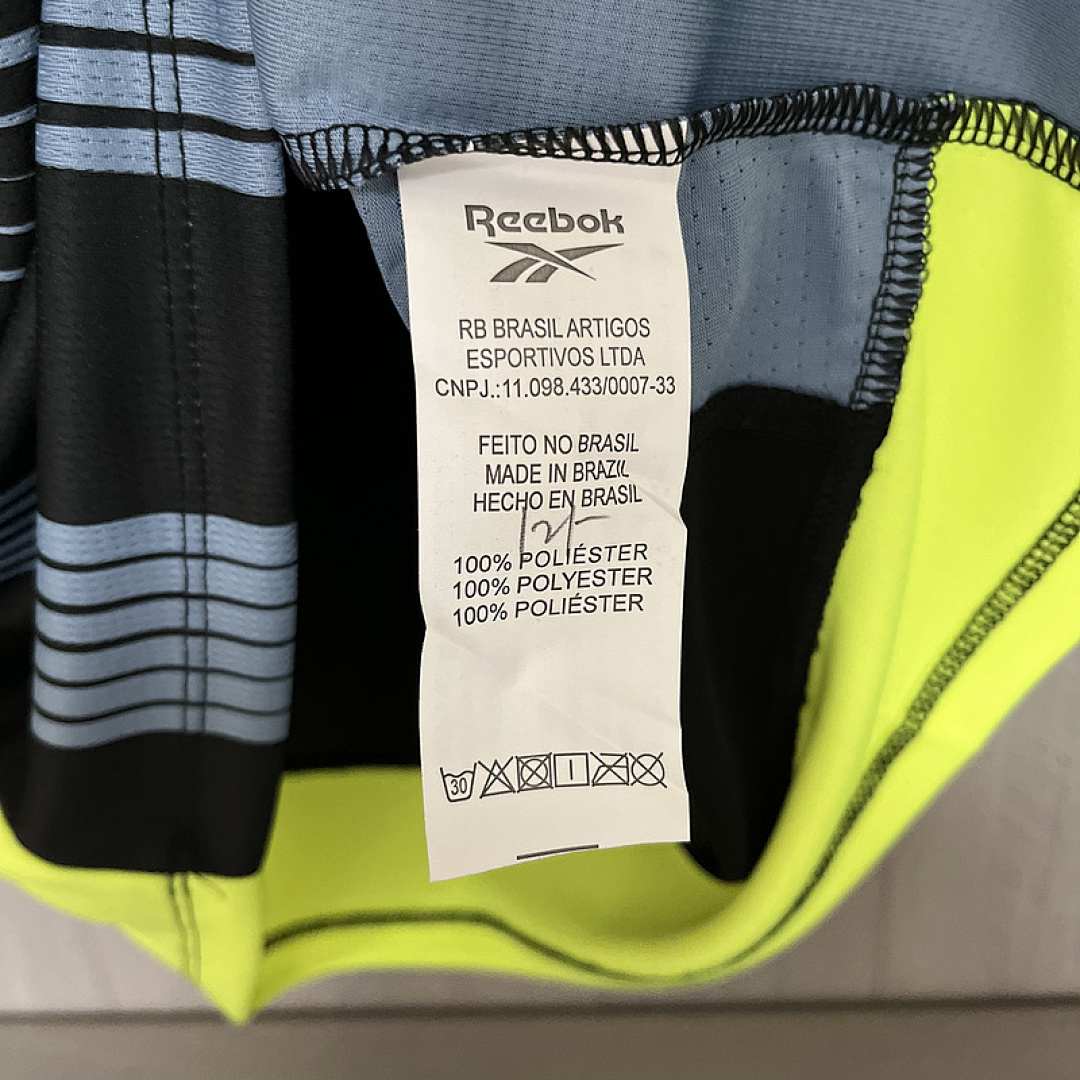 Reebok
RB BRASIL ARTIGOS
ESPORTIVOS LTDA
CNPJ.:11.098.433/0007-33
FEITO NO BRASIL
MADE IN BRAZIL
HECHO EN BRASIL
100% POLIÉSTER
100% POLYESTER
100% POLIÉSTER
30